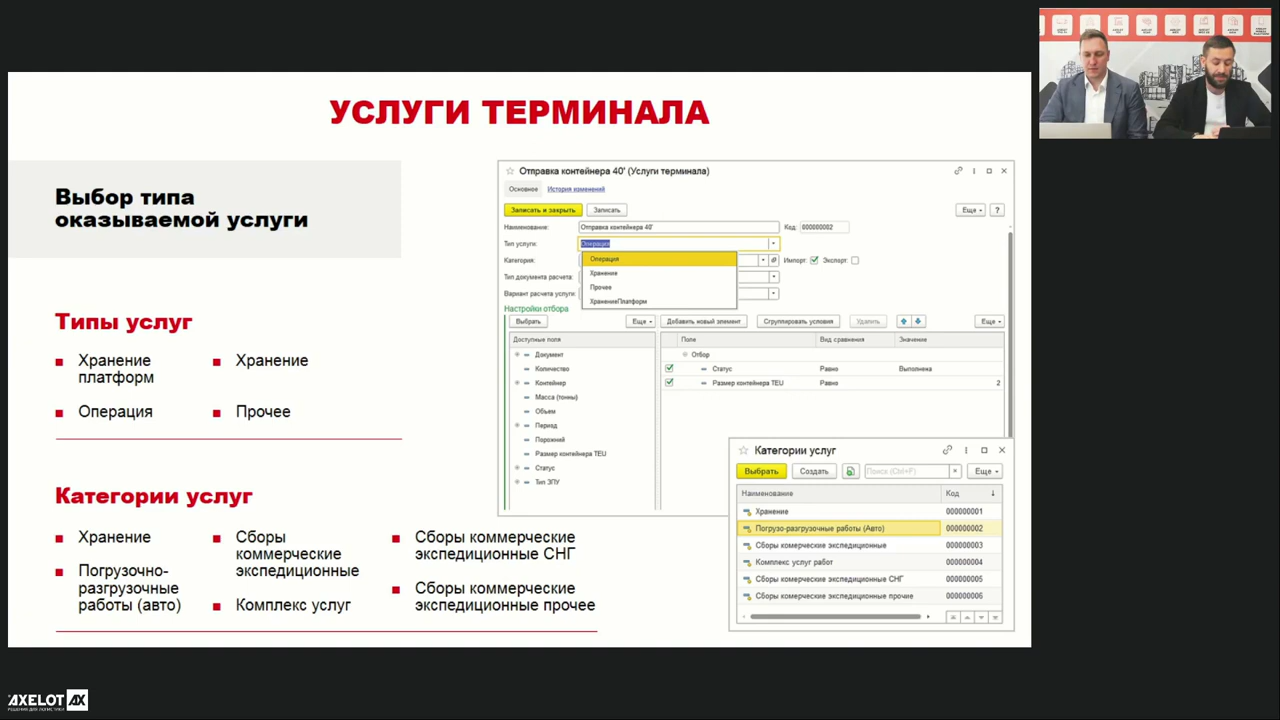 УСЛУГИ ТЕРМИНАЛА
Выбор типа
оказываемой услуги
Типы услуг
Хранение
платформ
Хранение
Операция
Прочее
Категории услуг
Хранение
Погрузочно-
разгрузочные
работы (авто)
Сборы
коммерческие
экспедиционные
Комплекс услуг
Сборы коммерческие
экспедиционные СНГ
Сборы коммерческие
экспедиционные прочее
Отправка контейнера 40' (Услуги терминала)
Основное История изменений
Записать и закрыть Записать Еще ?
Наименование: Отправка контейнера 40' Код: 000000002
Тип услуги: Операция
Категория: Импорт: Экспорт:
Тип документа расчета:
Вариант расчета услуги:
Операция
Хранение
Прочее
ХранениеПлатформ
Настройки отбора
Выбрать Еще Добавить новый элемент Сгруппировать условия Удалить Еще
Доступные поля Поле Вид сравнения Значение
Документ Отбор
Количество Статус Равно Выполнена
Контейнер Размер контейнера TEU Равно 2
Масса (тонны)
Объем
Период
Порожний
Размер контейнера TEU
Статус
Тип ЗПУ
Категории услуг
Выбрать Создать Поиск (Ctrl+F) × Еще
Наименование Код ↓
Хранение 000000001
Погрузо-разгрузочные работы (Авто) 000000002
Сборы комерческие экспедиционные 000000003
Комплекс услуг работ 000000004
Сборы комерческие экспедиционные СНГ 000000005
Сборы комерческие экспедиционные прочие 000000006
AXELOT AX
РЕШЕНИЯ ДЛЯ ЛОГИСТИКИ